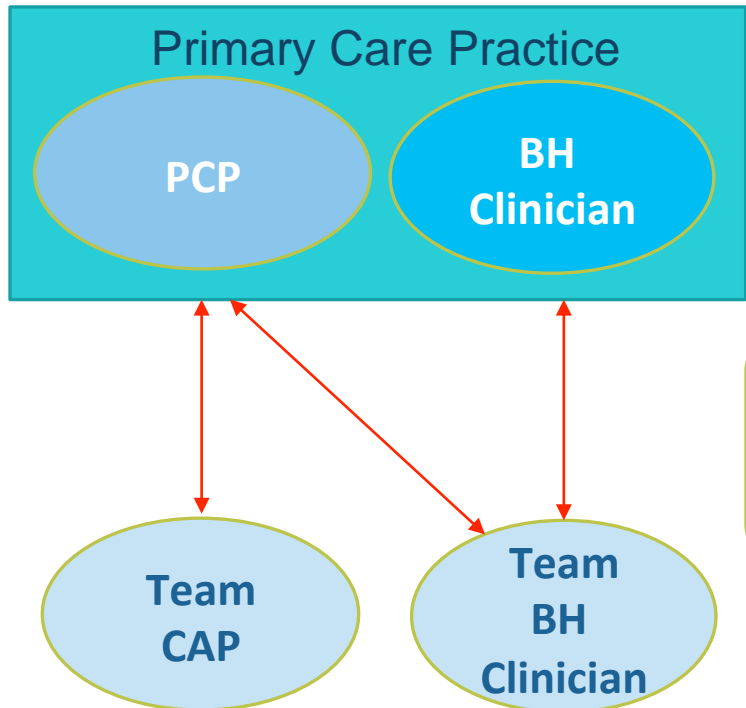 Primary Care Practice
PCP
BH
Clinician
Team
CAP
Team
BH
Clinician